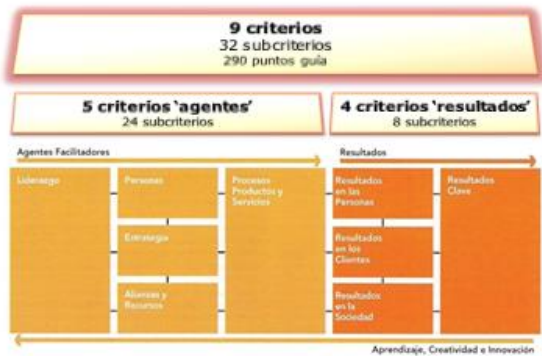 9 criterios
32 subcriterios
290 puntos guía
5 criterios ‘agentes’
24 subcriterios
4 criterios ‘resultados’
8 subcriterios
Agentes Facilitadores
Resultados
Liderazgo
Personas
Estrategia
Alianzas y
Recursos
Procesos
Productos y
Servicios
Resultados
en las
Personas
Resultados
en los
Clientes
Resultados
en la
Sociedad
Resultados
Clave
Aprendizaje, Creatividad e Innovación